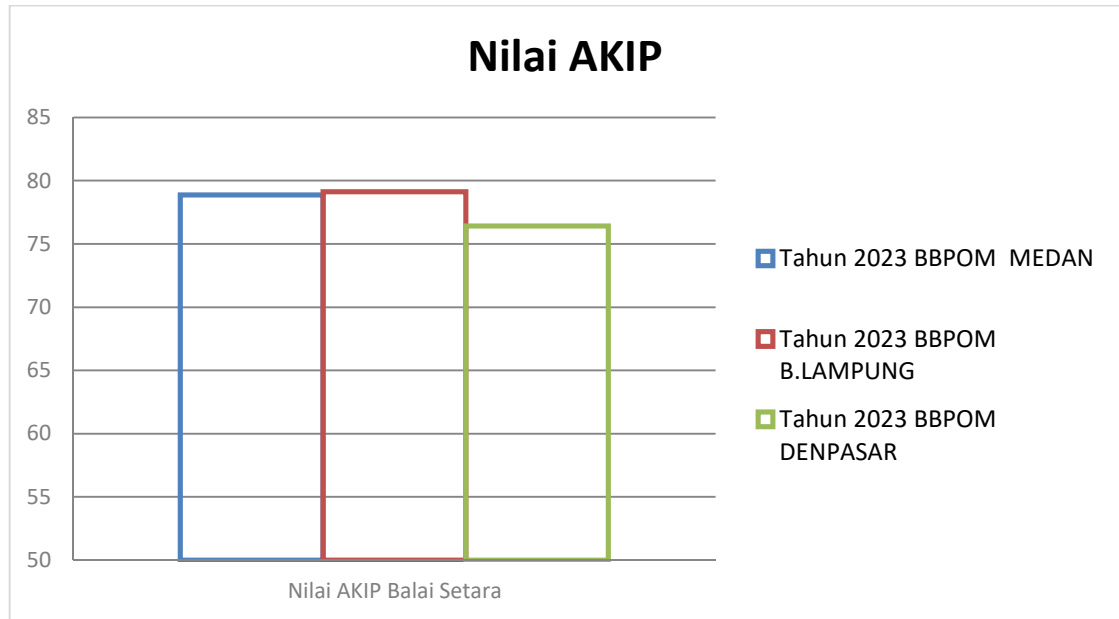 Nilai AKIP
85
80
75
70
65
60
55
50
Nilai AKIP Balai Setara
Tahun 2023 BBPOM  MEDAN
Tahun 2023 BBPOM
B.LAMPUNG
Tahun 2023 BBPOM
DENPASAR